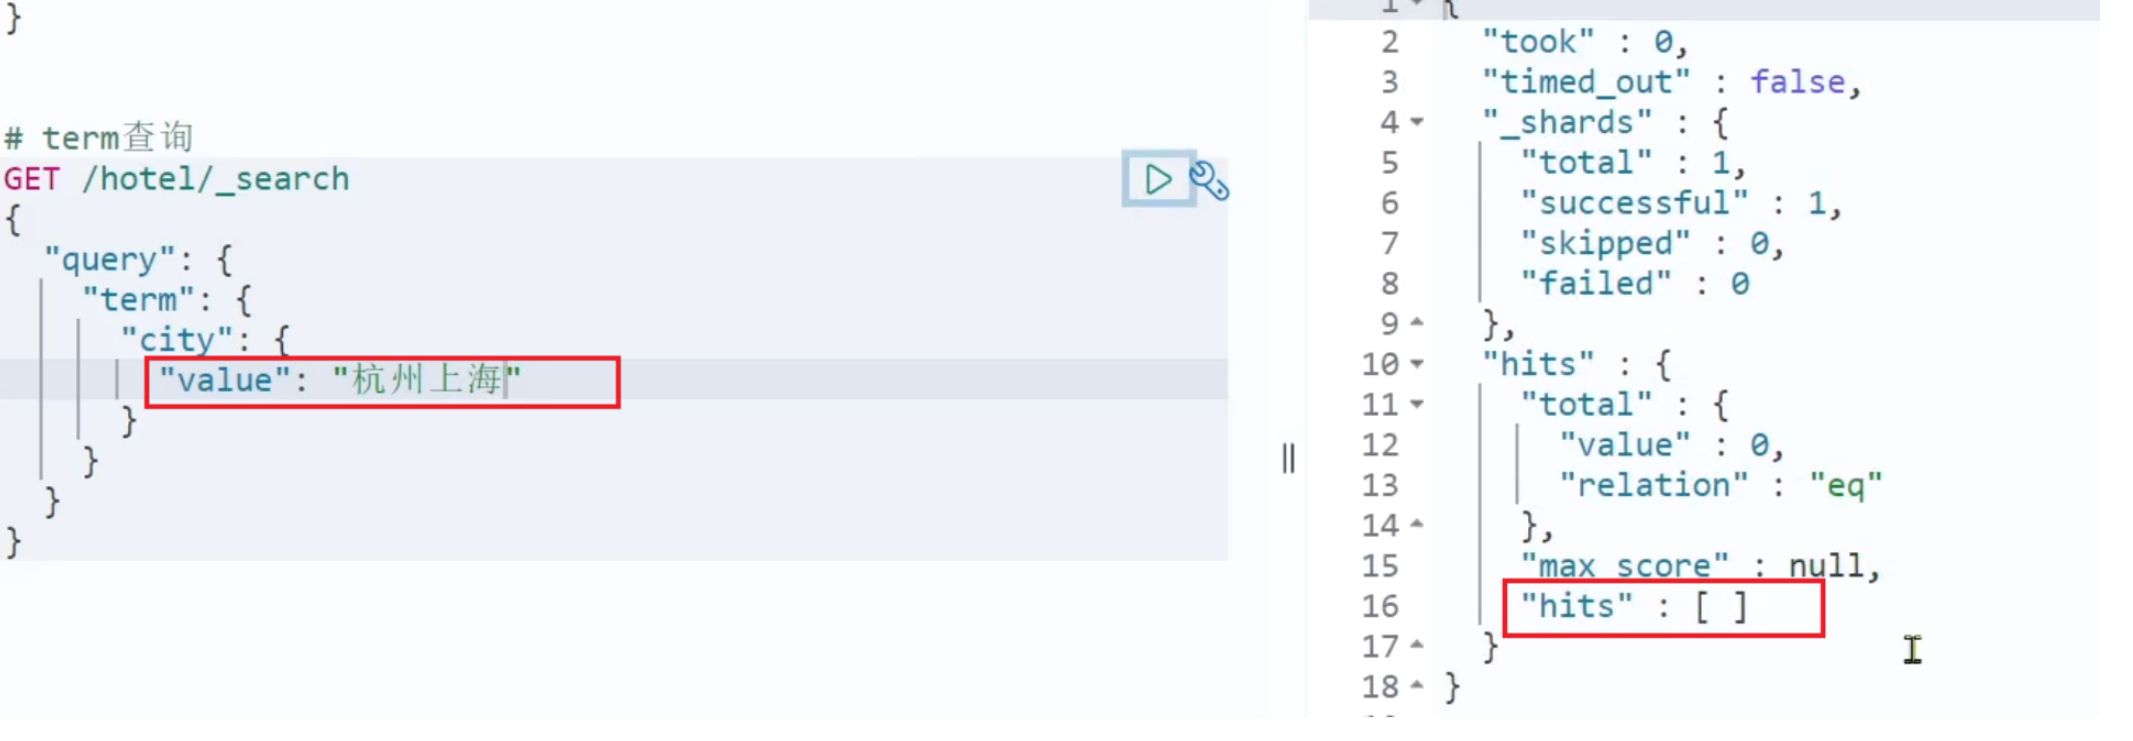 }
# term查询
GET /hotel/_search
{
  "query": {
    "term": {
      "city": {
        "value": "杭州上海"
      }
    }
  }
}
1 {
2   "took" : 0,
3   "timed_out" : false,
4   "_shards" : {
5     "total" : 1,
6     "successful" : 1,
7     "skipped" : 0,
8     "failed" : 0
9   },
10   "hits" : {
11     "total" : {
12       "value" : 0,
13       "relation" : "eq"
14     },
15     "max_score" : null,
16     "hits" : [ ]
17   }
18 }